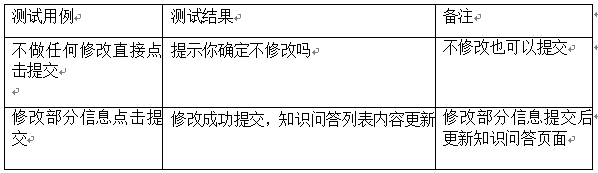 测试用例 测试结果 备注
不做任何修改直接点 提示你确定不修改吗 不修改也可以提交
击提交
修改部分信息点击提 修改成功提交，知识问答列表内容更新 修改部分信息提交后
交 更新知识问答页面